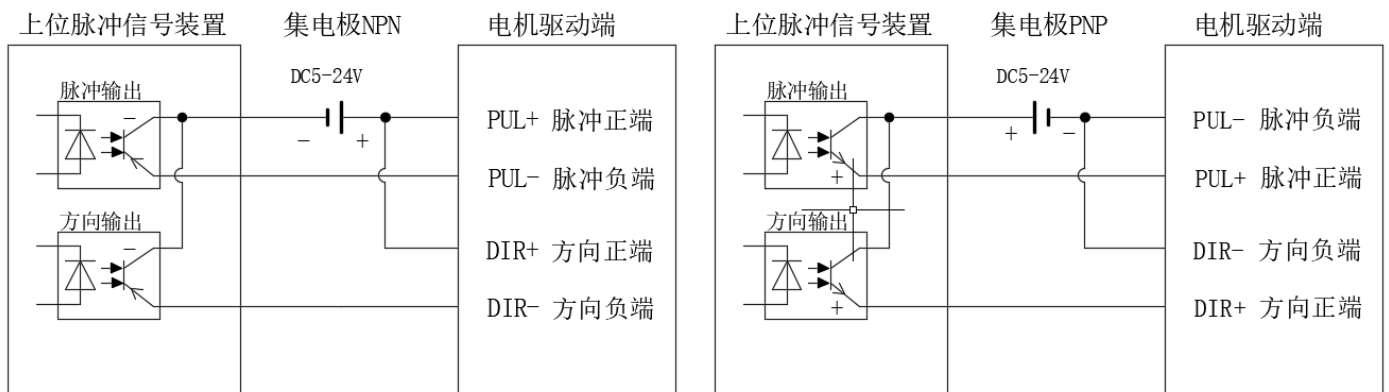 上位脉冲信号装置 集电极NPN 电机驱动端
DC5-24V
脉冲输出
PUL+ 脉冲正端
PUL- 脉冲负端
方向输出
DIR+ 方向正端
DIR- 方向负端
上位脉冲信号装置 集电极PNP 电机驱动端
DC5-24V
脉冲输出
PUL- 脉冲负端
PUL+ 脉冲正端
方向输出
DIR- 方向负端
DIR+ 方向正端